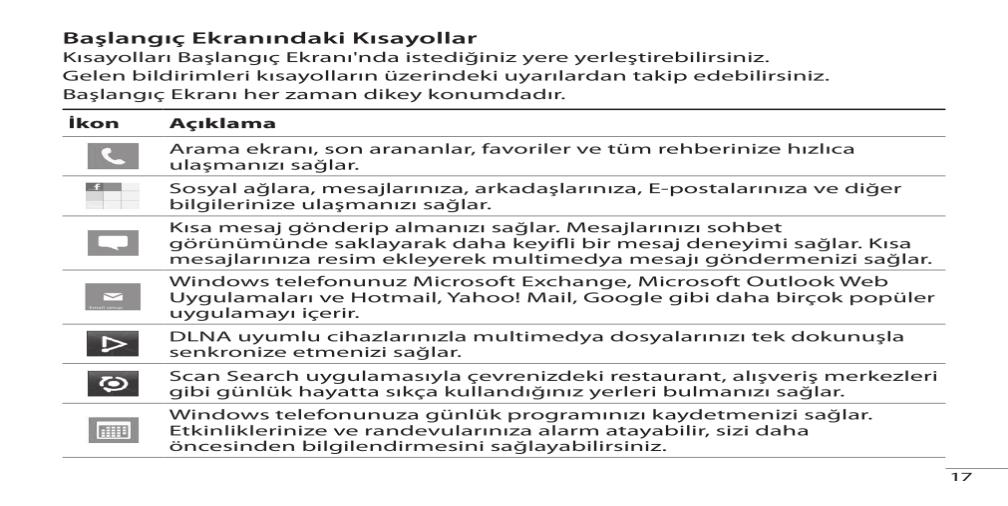 Başlangıç Ekranındaki Kısayollar
Kısayolları Başlangıç Ekranı'nda istediğiniz yere yerleştirebilirsiniz.
Gelen bildirimleri kısayolların üzerindeki uyarılardan takip edebilirsiniz.
Başlangıç Ekranı her zaman dikey konumdadır.
İkon Açıklama
Arama ekranı, son arananlar, favoriler ve tüm rehberinize hızlıca
ulaşmanızı sağlar.
f
Sosyal ağlara, mesajlarınıza, arkadaşlarınıza, E-postalarınıza ve diğer
bilgilerinize ulaşmanızı sağlar.
Kısa mesaj gönderip almanızı sağlar. Mesajlarınızı sohbet
görünümünde saklayarak daha keyifli bir mesaj deneyimi sağlar. Kısa
mesajlarınıza resim ekleyerek multimedya mesajı göndermenizi sağlar.
Windows telefonunuz Microsoft Exchange, Microsoft Outlook Web
Uygulamaları ve Hotmail, Yahoo! Mail, Google gibi daha birçok popüler
uygulamayı içerir.
DLNA uyumlu cihazlarınızla multimedya dosyalarınızı tek dokunuşla
senkronize etmenizi sağlar.
Scan Search uygulamasıyla çevrenizdeki restaurant, alışveriş merkezleri
gibi günlük hayatta sıkça kullandığınız yerleri bulmanızı sağlar.
Windows telefonunuza günlük programınızı kaydetmenizi sağlar.
Etkinliklerinize ve randevularınıza alarm atayabilir, sizi daha
öncesinden bilgilendirmesini sağlayabilirsiniz.
17